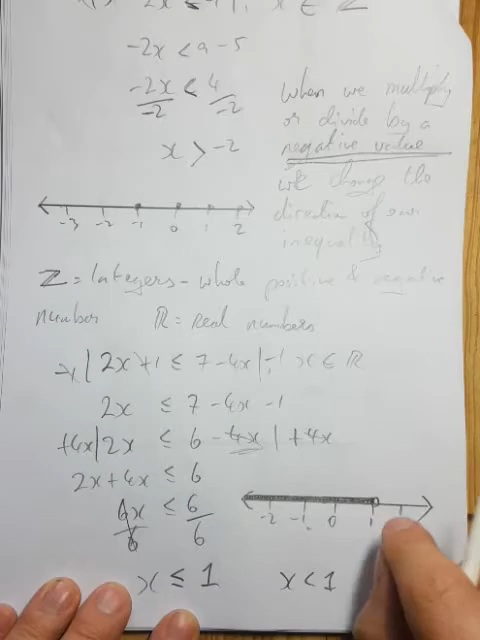 -2x < 9 - 5
-2x < 4
-2 -2
x > -2
When we multiply
or divide by a
negative value
we change the
direction of our
inequality
-3 -2 -1 0 1 2
Z = Integers - whole positive & negative
number ℝ = real numbers
2x + 1 ≤ 7 - 4x | -1 x ∈ ℝ
2x ≤ 7 - 4x - 1
+4x | 2x ≤ 6 - 4x | + 4x
2x + 4x ≤ 6
6x ≤ 6
6 6
-2 -1 0 1
x ≤ 1 x < 1